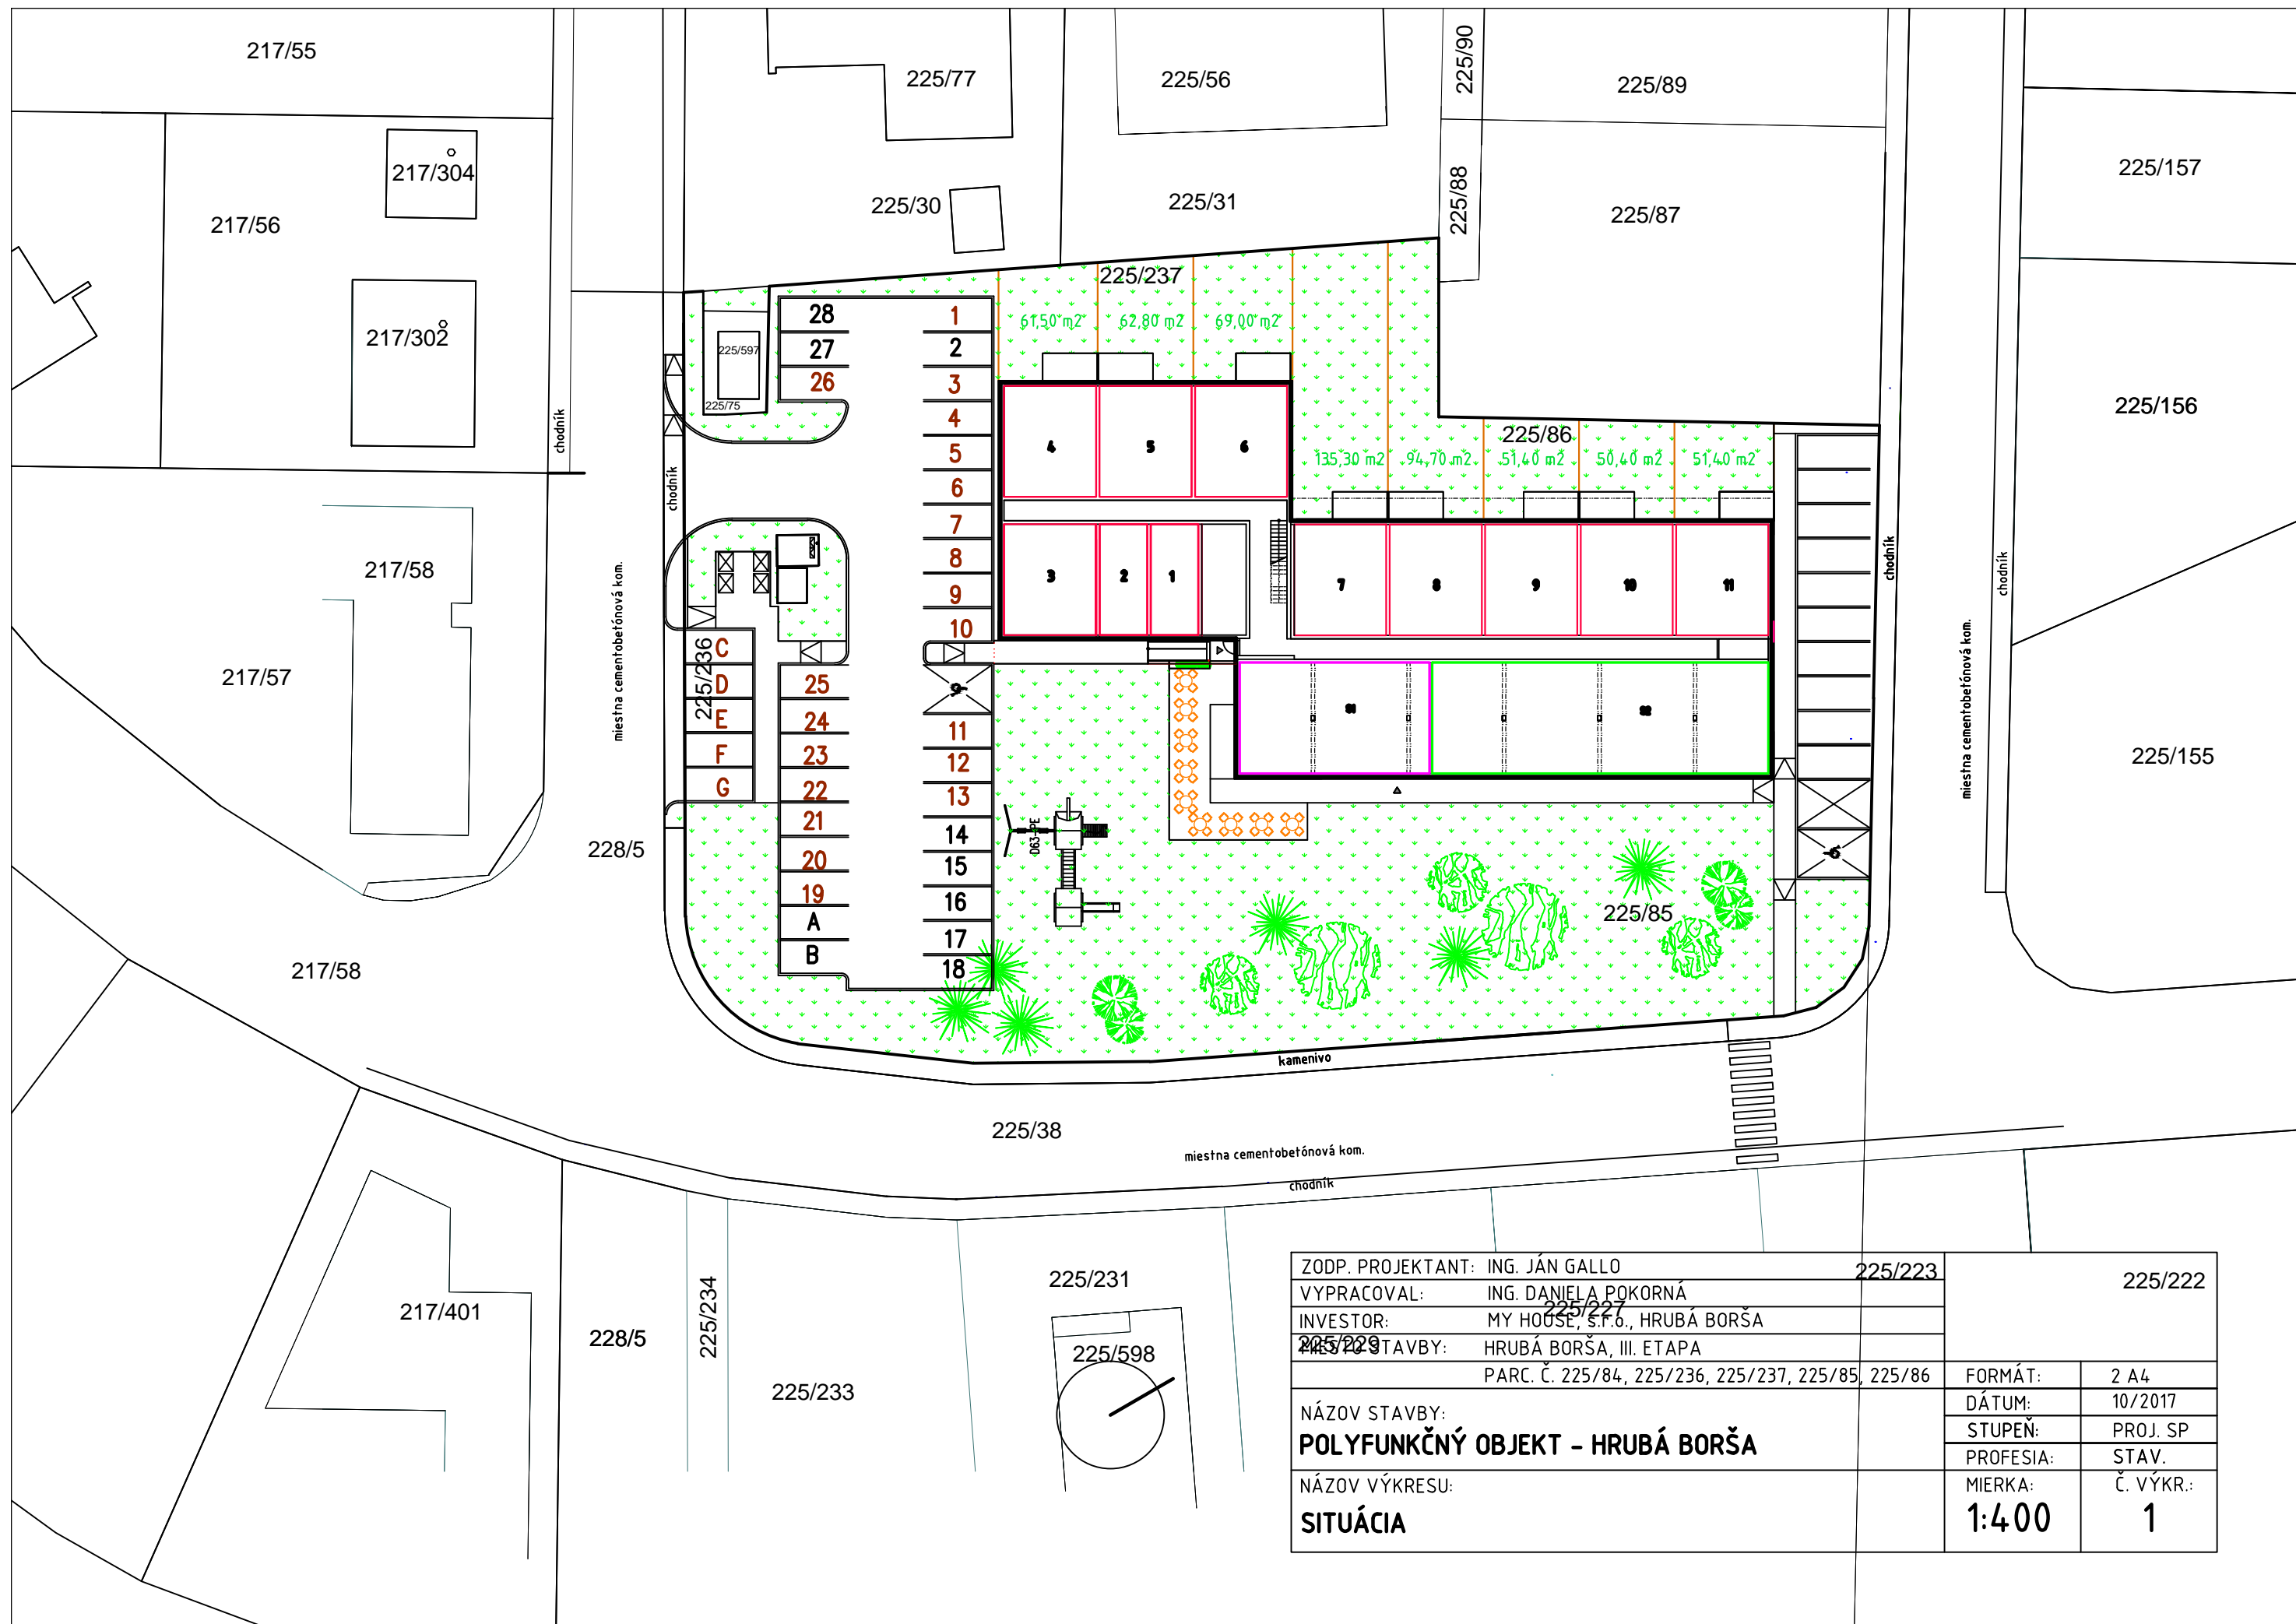 217/55
225/77
225/56
225/90
225/89
217/304
225/157
217/56
225/30
225/31
225/88
225/87
225/237
61,50 m2
62,80 m2
69,00 m2
28
1
217/302
225/597
27
2
26
3
225/75
225/156
chodník
4
225/86
4
5
6
5
135,30 m2
94,70 m2
51,40 m2
50,40 m2
51,40 m2
chodník
6
7
217/58
miestna cementobetónová kom.
8
3
2
1
7
8
9
10
11
chodník
chodník
9
10
C
225/236
217/57
D
25
E
24
11
S1
S2
miestna cementobetónová kom.
F
23
12
225/155
G
22
13
21
14
D63-PE
228/5
20
15
19
16
A
225/85
B
17
18
217/58
kamenivo
225/38
miestna cementobetónová kom.
chodník
225/231
217/401
228/5
225/234
225/598
225/233
ZODP. PROJEKTANT: ING. JÁN GALLO
225/223
225/222
VYPRACOVAL: ING. DANIELA POKORNÁ
225/227
INVESTOR: MY HOUSE, s.r.o., HRUBÁ BORŠA
225/229
MIESTO STAVBY: HRUBÁ BORŠA, III. ETAPA
PARC. Č. 225/84, 225/236, 225/237, 225/85, 225/86
FORMÁT: 2 A4
DÁTUM: 10/2017
NÁZOV STAVBY:
POLYFUNKČNÝ OBJEKT - HRUBÁ BORŠA
STUPEŇ: PROJ. SP
PROFESIA: STAV.
NÁZOV VÝKRESU:
SITUÁCIA
MIERKA:
1:400
Č. VÝKR.:
1